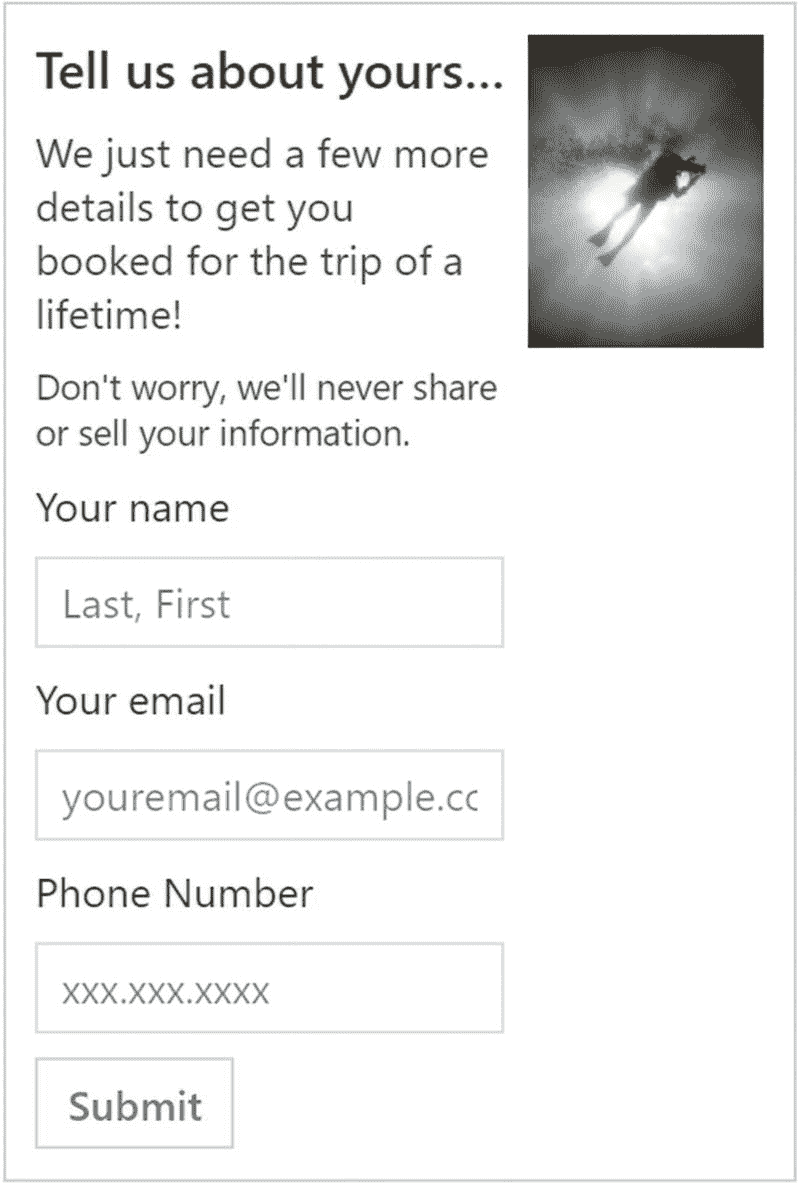 Tell us about yours...
We just need a few more
details to get you
booked for the trip of a
lifetime!
Don't worry, we'll never share
or sell your information.
Your name
Last, First
Your email
youremail@example.cc
Phone Number
xxx.xxx.xxxx
Submit